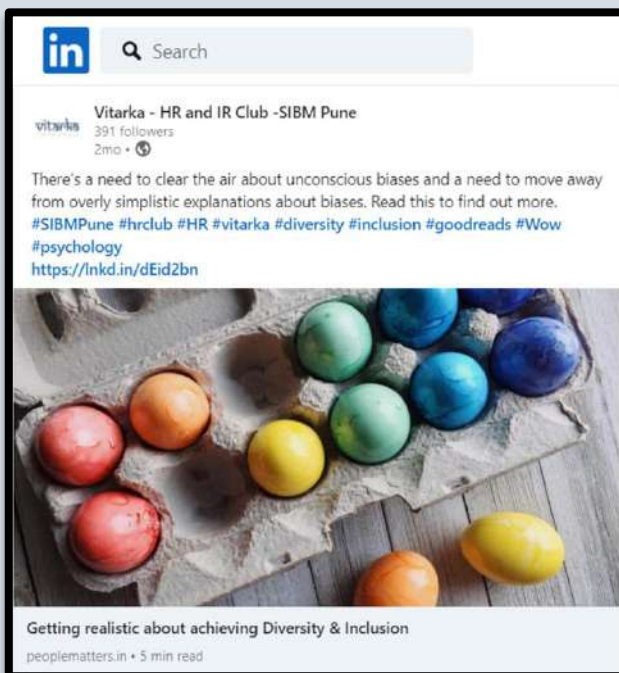 in
Search
vitarka
Vitarka - HR and IR Club -SIBM Pune
391 followers
2mo •
There's a need to clear the air about unconscious biases and a need to move away
from overly simplistic explanations about biases. Read this to find out more.
#SIBMPune #hrclub #HR #vitarka #diversity #inclusion #goodreads #Wow
#psychology
https://lnkd.in/dEid2bn
Getting realistic about achieving Diversity & Inclusion
peoplematters.in • 5 min read